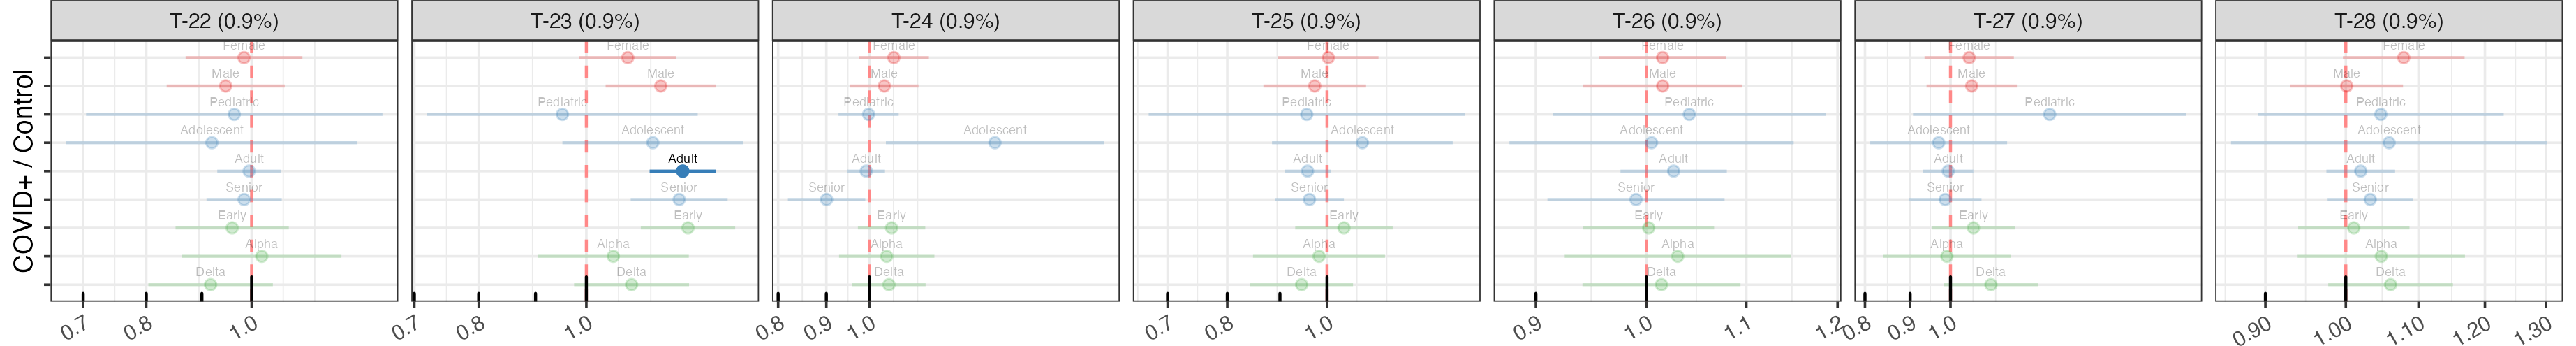 T-22 (0.9%)
T-23 (0.9%)
T-24 (0.9%)
T-25 (0.9%)
T-26 (0.9%)
T-27 (0.9%)
T-28 (0.9%)
COVID+ / Control
Female
Male
Pediatric
Adolescent
Adult
Senior
Early
Alpha
Delta
0.7
0.8
1.0
Female
Male
Pediatric
Adolescent
Adult
Senior
Early
Alpha
Delta
0.7
0.8
1.0
Female
Male
Pediatric
Adolescent
Adult
Senior
Early
Alpha
Delta
0.8
0.9
1.0
Female
Male
Pediatric
Adolescent
Adult
Senior
Early
Alpha
Delta
0.7
0.8
1.0
Female
Male
Pediatric
Adolescent
Adult
Senior
Early
Alpha
Delta
0.9
1.0
1.1
1.2
Female
Male
Pediatric
Adolescent
Adult
Senior
Early
Alpha
Delta
0.8
0.9
1.0
Female
Male
Pediatric
Adolescent
Adult
Senior
Early
Alpha
Delta
0.90
1.00
1.10
1.20
1.30